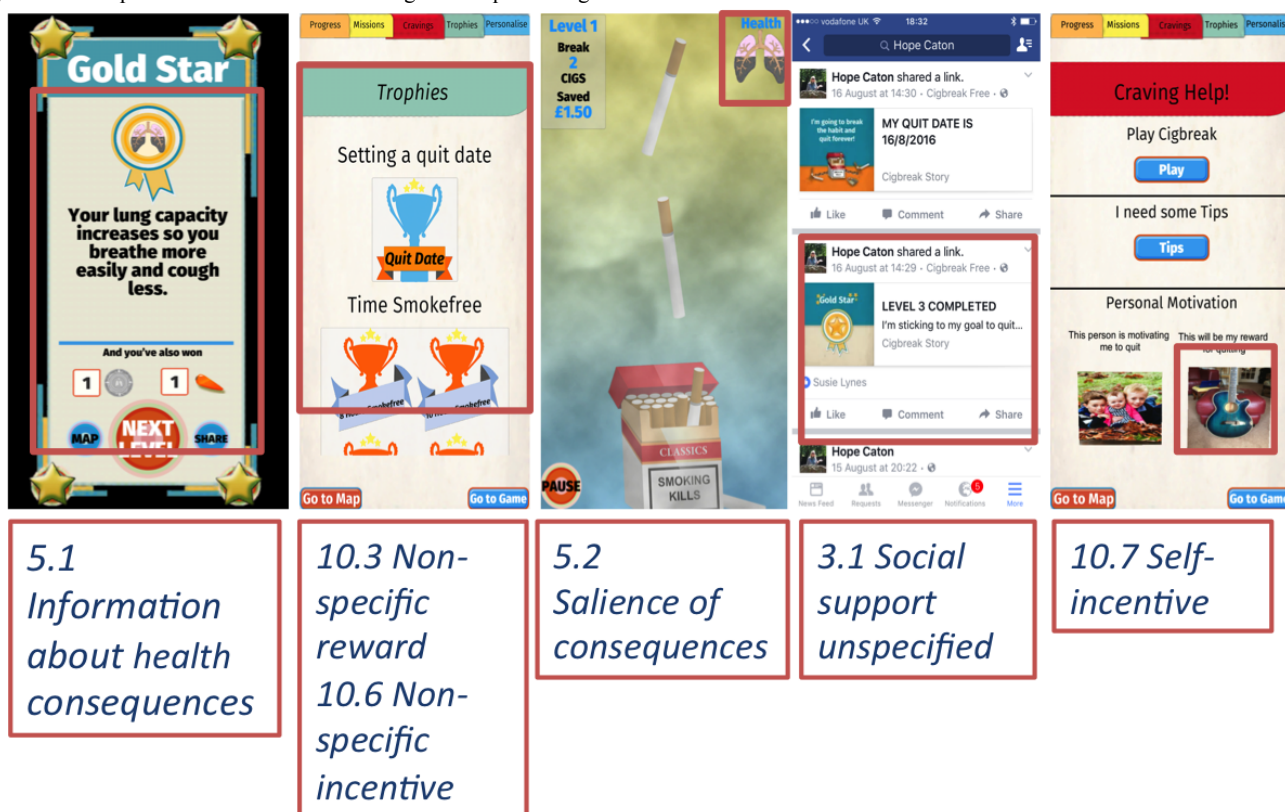 Gold Star
Your lung capacity
increases so you
breathe more
easily and cough
less.
And you've also won
1
1
MAP
NEXT
LEVEL
SHARE
Progress
Missions
Cravings
Trophies
Personalise
Trophies
Setting a quit date
Quit Date
Time Smokefree
Go to Map
Go to Game
Level 1
Break
2
CIGS
Saved
£1.50
Health
CLASSICS
SMOKING
KILLS
PAUSE
vodafone UK
18:32
Hope Caton
Hope Caton shared a link.
16 August at 14:30 · Cigbreak Free ·
I'm going to break
the habit and
quit forever!
MY QUIT DATE IS
16/8/2016
Cigbreak Story
Like
Comment
Share
Hope Caton shared a link.
16 August at 14:29 · Cigbreak Free ·
Gold Star
LEVEL 3 COMPLETED
I'm sticking to my goal to quit...
Cigbreak Story
Susie Lynes
Like
Comment
Share
Hope Caton
15 August at 20:22 ·
News Feed
Requests
Messenger
5
Notifications
More
Progress
Missions
Cravings
Trophies
Craving Help!
Play Cigbreak
Play
I need some Tips
Tips
Personal Motivation
This person is motivating
me to quit
This will be my reward
for quitting
Go to Map
Go to Game
5.1
Information
about health
consequences
10.3 Non-
specific
reward
10.6 Non-
specific
incentive
5.2
Salience of
consequences
3.1 Social
support
unspecified
10.7 Self-
incentive